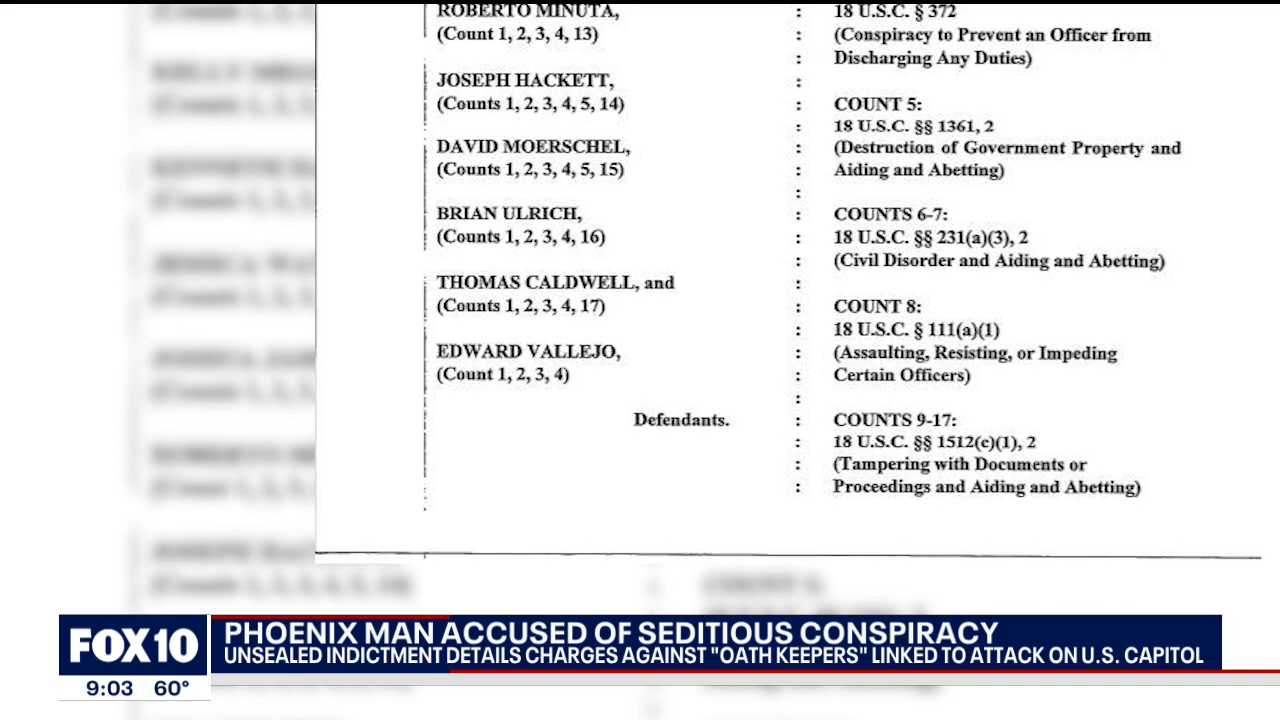 ROBERTO MINUTA,
(Count 1, 2, 3, 4, 13)
JOSEPH HACKETT,
(Counts 1, 2, 3, 4, 5, 14)
DAVID MOERSCHEL,
(Counts 1, 2, 3, 4, 5, 15)
BRIAN ULRICH,
(Counts 1, 2, 3, 4, 16)
THOMAS CALDWELL, and
(Counts 1, 2, 3, 4, 17)
EDWARD VALLEJO,
(Count 1, 2, 3, 4)
Defendants.
: 18 U.S.C. § 372
: (Conspiracy to Prevent an Officer from
: Discharging Any Duties)
:
: COUNT 5:
: 18 U.S.C. §§ 1361, 2
: (Destruction of Government Property and
: Aiding and Abetting)
:
: COUNTS 6-7:
: 18 U.S.C. §§ 231(a)(3), 2
: (Civil Disorder and Aiding and Abetting)
:
: COUNT 8:
: 18 U.S.C. § 111(a)(1)
: (Assaulting, Resisting, or Impeding
: Certain Officers)
:
: COUNTS 9-17:
: 18 U.S.C. §§ 1512(c)(1), 2
: (Tampering with Documents or
: Proceedings and Aiding and Abetting)
FOX 10
9:03 60°
PHOENIX MAN ACCUSED OF SEDITIOUS CONSPIRACY
UNSEALED INDICTMENT DETAILS CHARGES AGAINST "OATH KEEPERS" LINKED TO ATTACK ON U.S. CAPITOL